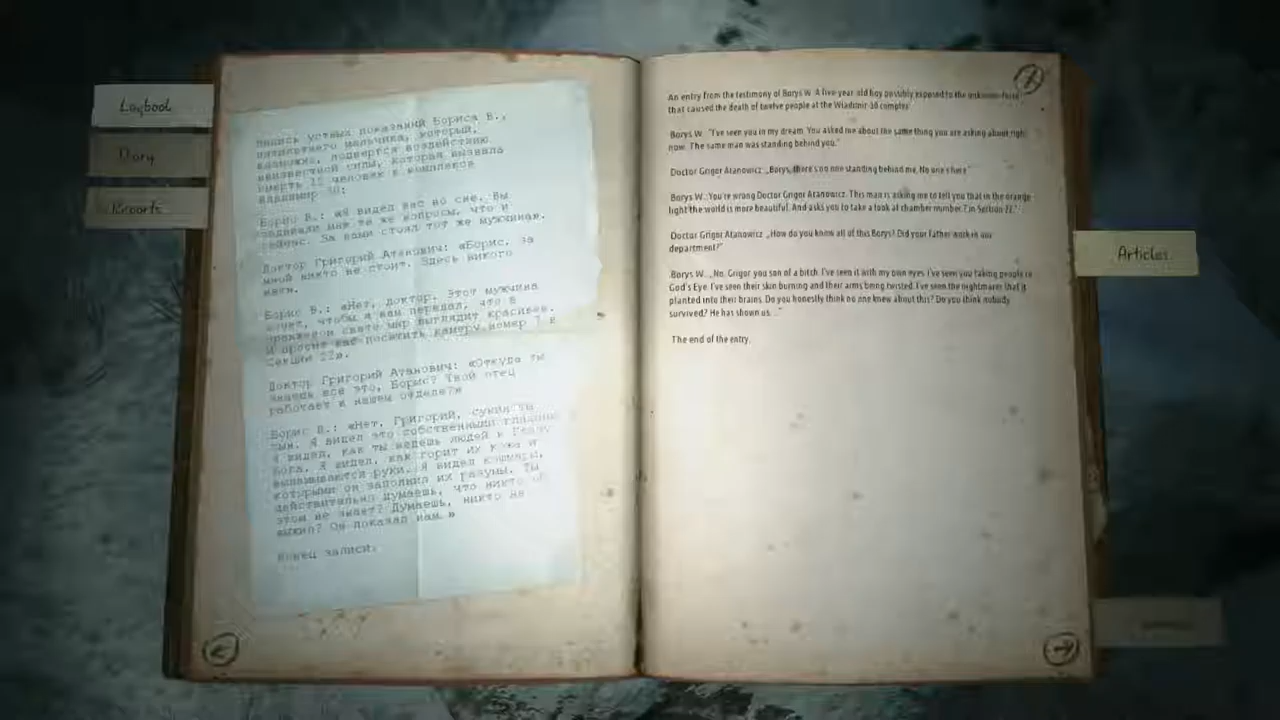 Logbook
Diary
Reports
Articles
запись устных показаний Бориса В.,
пятилетнего мальчика, который,
возможно, подвергся воздействию
неизвестной силы, которая вызвала
смерть 12 человек в комплексе
Владимир 30:
Борис В.: «Я видел вас во сне. Вы
задавали мне те же вопросы, что и
сейчас. За вами стоял тот же мужчина».
Доктор Григорий Атанович: «Борис, за
мной никто не стоит. Здесь никого
нет».
Борис В.: «Нет, доктор. Этот мужчина
хочет, чтобы я вам передал, что в
оранжевом свете мир выглядит красивее.
И просит вас посетить камеру номер 7 в
Секции 22».
Доктор Григорий Атанович: «Откуда ты
знаешь все это, Борис? Твой отец
работает в нашем отделе?»
Борис В.: «Нет, Григорий, сукин ты
сын. Я видел это собственными глазами
Я видел, как ты ведешь людей к Глазу
Бога. Я видел, как горит их кожа и
выламываются руки. Я видел кошмары,
которыми он заполнил их разумы. Ты
действительно думаешь, что никто об
этом не знает? Думаешь, никто не
выжил? Он показал нам…»
Конец записи.
An entry from the testimony of Borys W. A five-year old boy possibly exposed to the unknown force
that caused the death of twelve people at the Wladimir-30 complex
Borys W. "I've seen you in my dream. You asked me about the same thing you are asking about right
now. The same man was standing behind you."
Doctor Grigor Atanowicz „Borys, there's no one standing behind me. No one's here"
Borys W. „You're wrong Doctor Grigor Atanowicz. This man is asking me to tell you that in the orange
light the world is more beautiful. And asks you to take a look at chamber number 7 in Section 22."
Doctor Grigor Atanowicz „How do you know all of this Borys? Did your father work in our
department?"
Borys W. „No, Grigor you son of a bitch. I've seen it with my own eyes. I've seen you taking people to
God's Eye. I've seen their skin burning and their arms being twisted. I've seen the nightmares that it
planted into their brains. Do you honestly think no one knew about this? Do you think nobody
survived? He has shown us..."
The end of the entry.